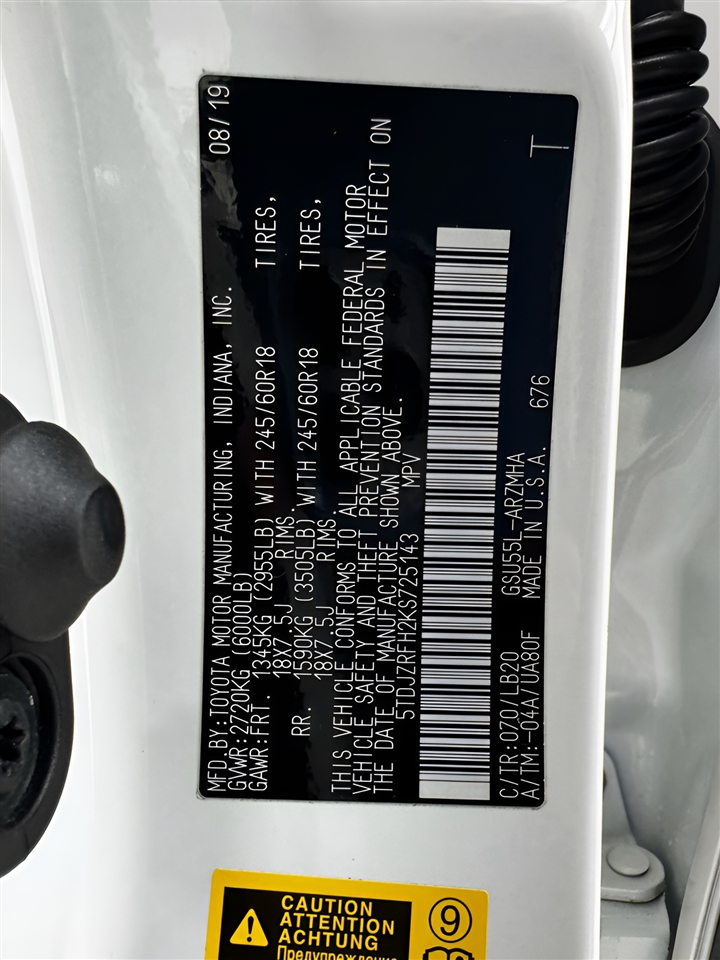 MFD.BY:TOYOTA MOTOR MANUFACTURING, INDIANA, INC. 08/19
GVWR:2720KG (6000LB)
GAWR:FRT. 1345KG (2955LB) WITH 245/60R18 TIRES,
18X7.5J RIMS.
RR. 1590KG (3505LB) WITH 245/60R18 TIRES,
18X7.5J RIMS.
THIS VEHICLE CONFORMS TO ALL APPLICABLE FEDERAL MOTOR
VEHICLE SAFETY AND THEFT PREVENTION STANDARDS IN EFFECT ON
THE DATE OF MANUFACTURE SHOWN ABOVE.
5TDJZRFH2KS725143 MPV
C/TR:070/LB20 GSU55L-ARZMHA 676
A/TM:-04A/UA80F MADE IN U.S.A.
T
CAUTION
ATTENTION
ACHTUNG
Предупреждение
9